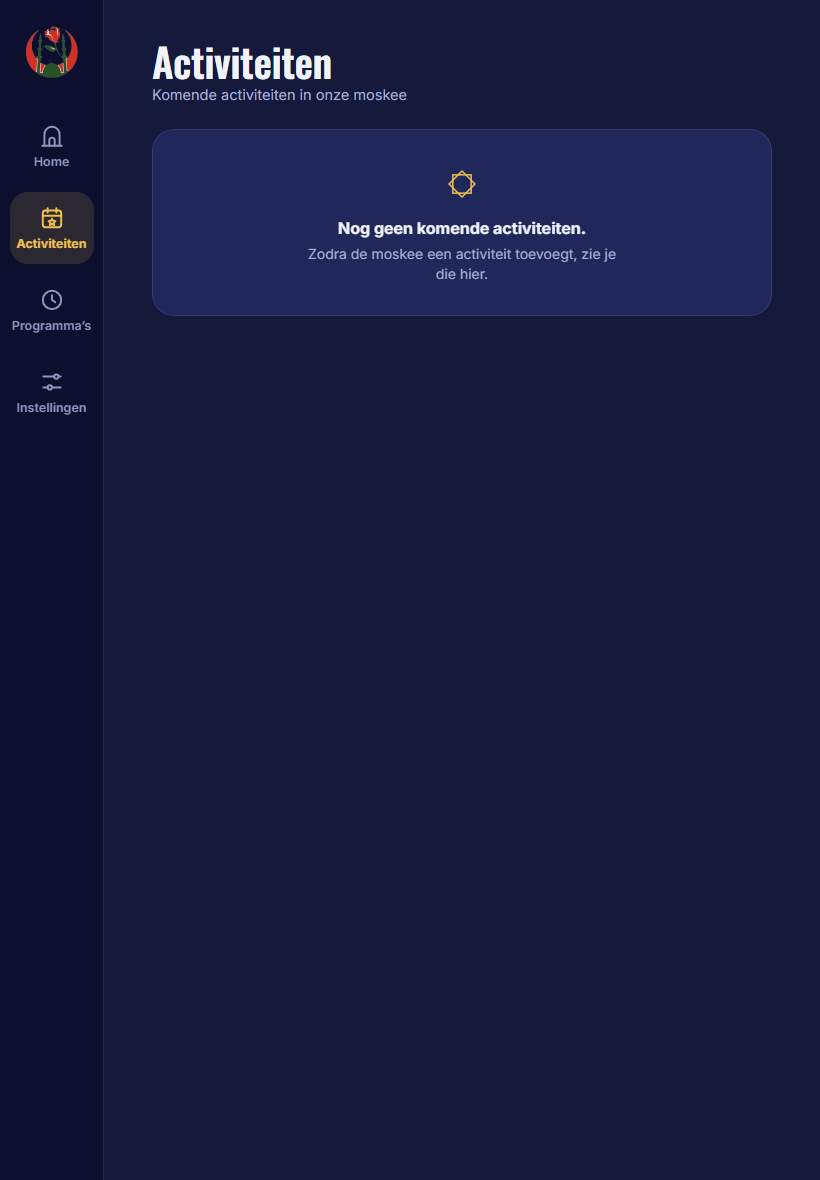 Activiteiten
Komende activiteiten in onze moskee
Home
Activiteiten
Programma's
Instellingen
Nog geen komende activiteiten.
Zodra de moskee een activiteit toevoegt, zie je
die hier.